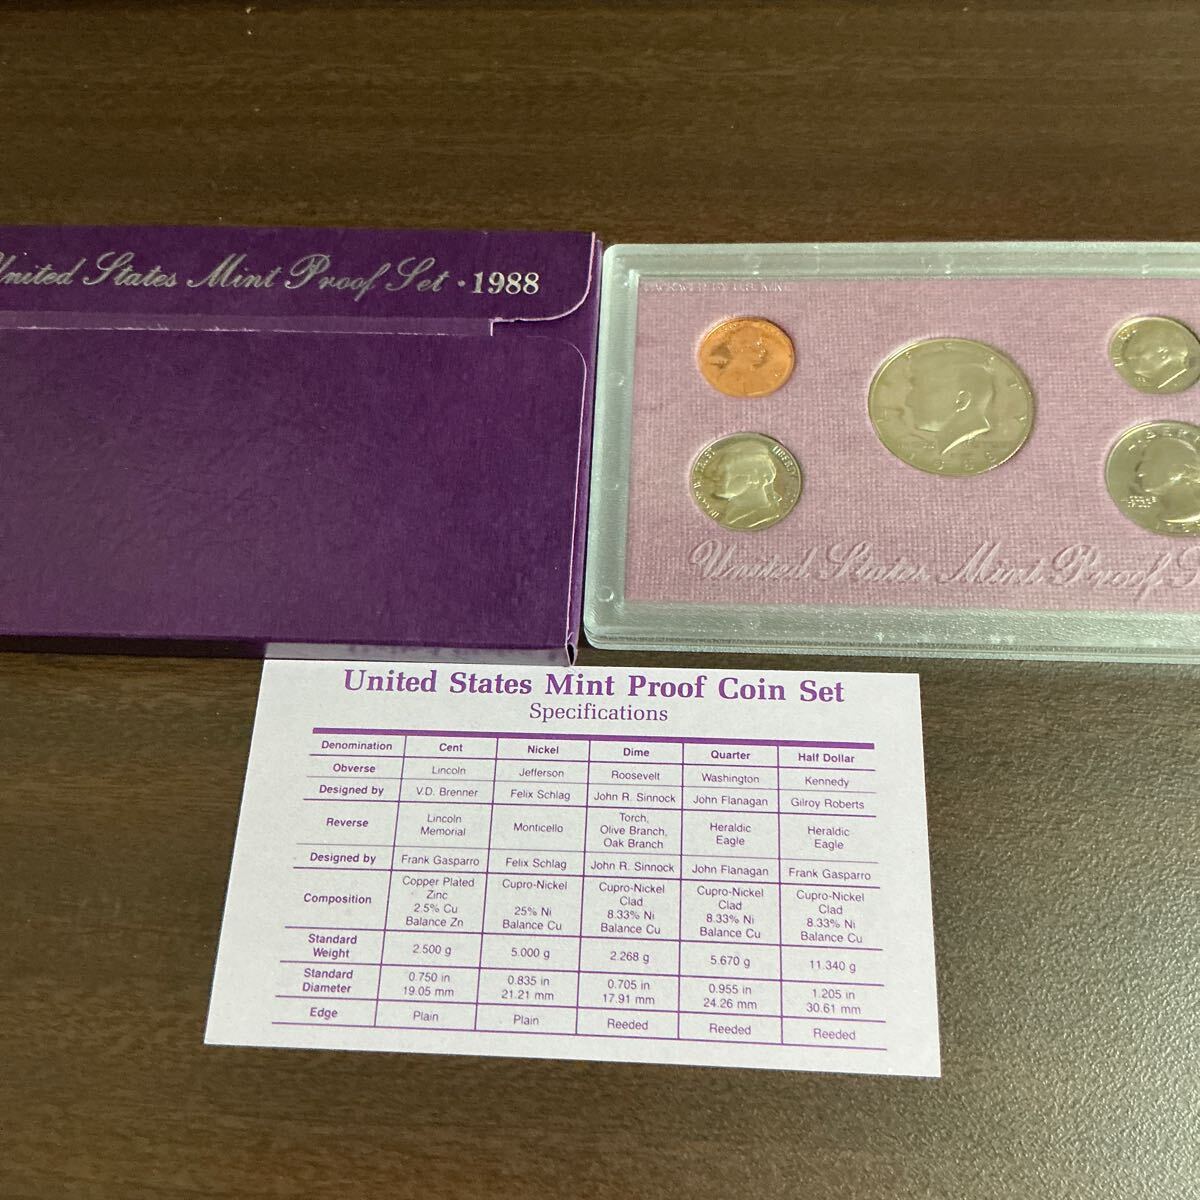 United States Mint Proof Set · 1988
PACKAGED BY U.S. MINT
LIBERTY
1988
United States Mint Proof
United States Mint Proof Coin Set
Specifications
Denomination Cent Nickel Dime Quarter Half Dollar
Obverse Lincoln Jefferson Roosevelt Washington Kennedy
Designed by V.D. Brenner Felix Schlag John R. Sinnock John Flanagan Gilroy Roberts
Reverse Lincoln Memorial Monticello Torch, Olive Branch, Oak Branch Heraldic Eagle Heraldic Eagle
Designed by Frank Gasparro Felix Schlag John R. Sinnock John Flanagan Frank Gasparro
Composition Copper Plated Zinc 2.5% Cu Balance Zn Cupro-Nickel 25% Ni Balance Cu Cupro-Nickel Clad 8.33% Ni Balance Cu Cupro-Nickel Clad 8.33% Ni Balance Cu Cupro-Nickel Clad 8.33% Ni Balance Cu
Standard Weight 2.500 g 5.000 g 2.268 g 5.670 g 11.340 g
Standard Diameter 0.750 in 19.05 mm 0.835 in 21.21 mm 0.705 in 17.91 mm 0.955 in 24.26 mm 1.205 in 30.61 mm
Edge Plain Plain Reeded Reeded Reeded